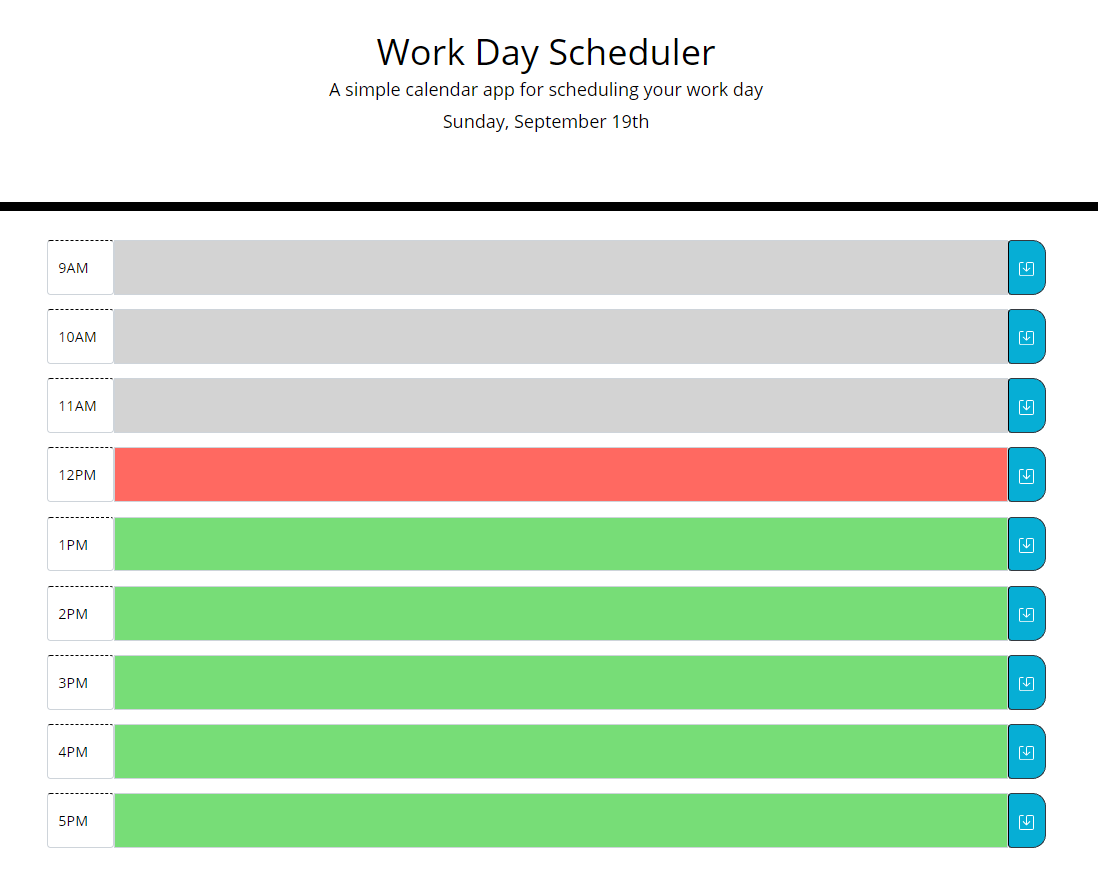 Work Day Scheduler
A simple calendar app for scheduling your work day
Sunday, September 19th
9AM
10AM
11AM
12PM
1PM
2PM
3PM
4PM
5PM